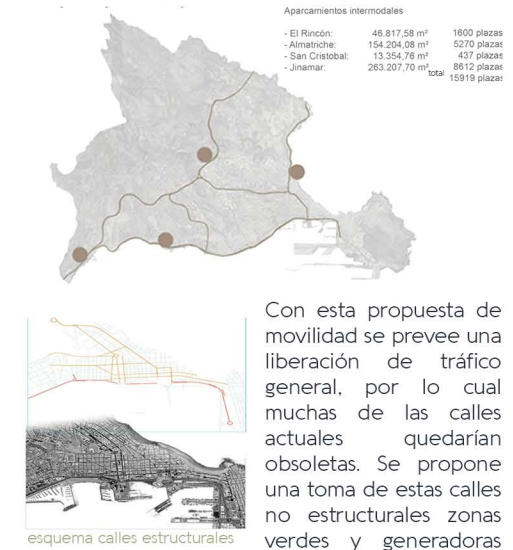 Aparcamientos intermodales
- El Rincón: 46.817,58 m² 1600 plazas
- Almatriche: 154.204,08 m² 5270 plazas
- San Cristobal: 13.354,76 m² 437 plazas
- Jinamar: 263.207,70 m² 8612 plazas
total 15919 plazas
Con esta propuesta de
movilidad se prevee una
liberación de tráfico
general, por lo cual
muchas de las calles
actuales quedarían
obsoletas. Se propone
una toma de estas calles
no estructurales zonas
verdes y generadoras
esquema calles estructurales